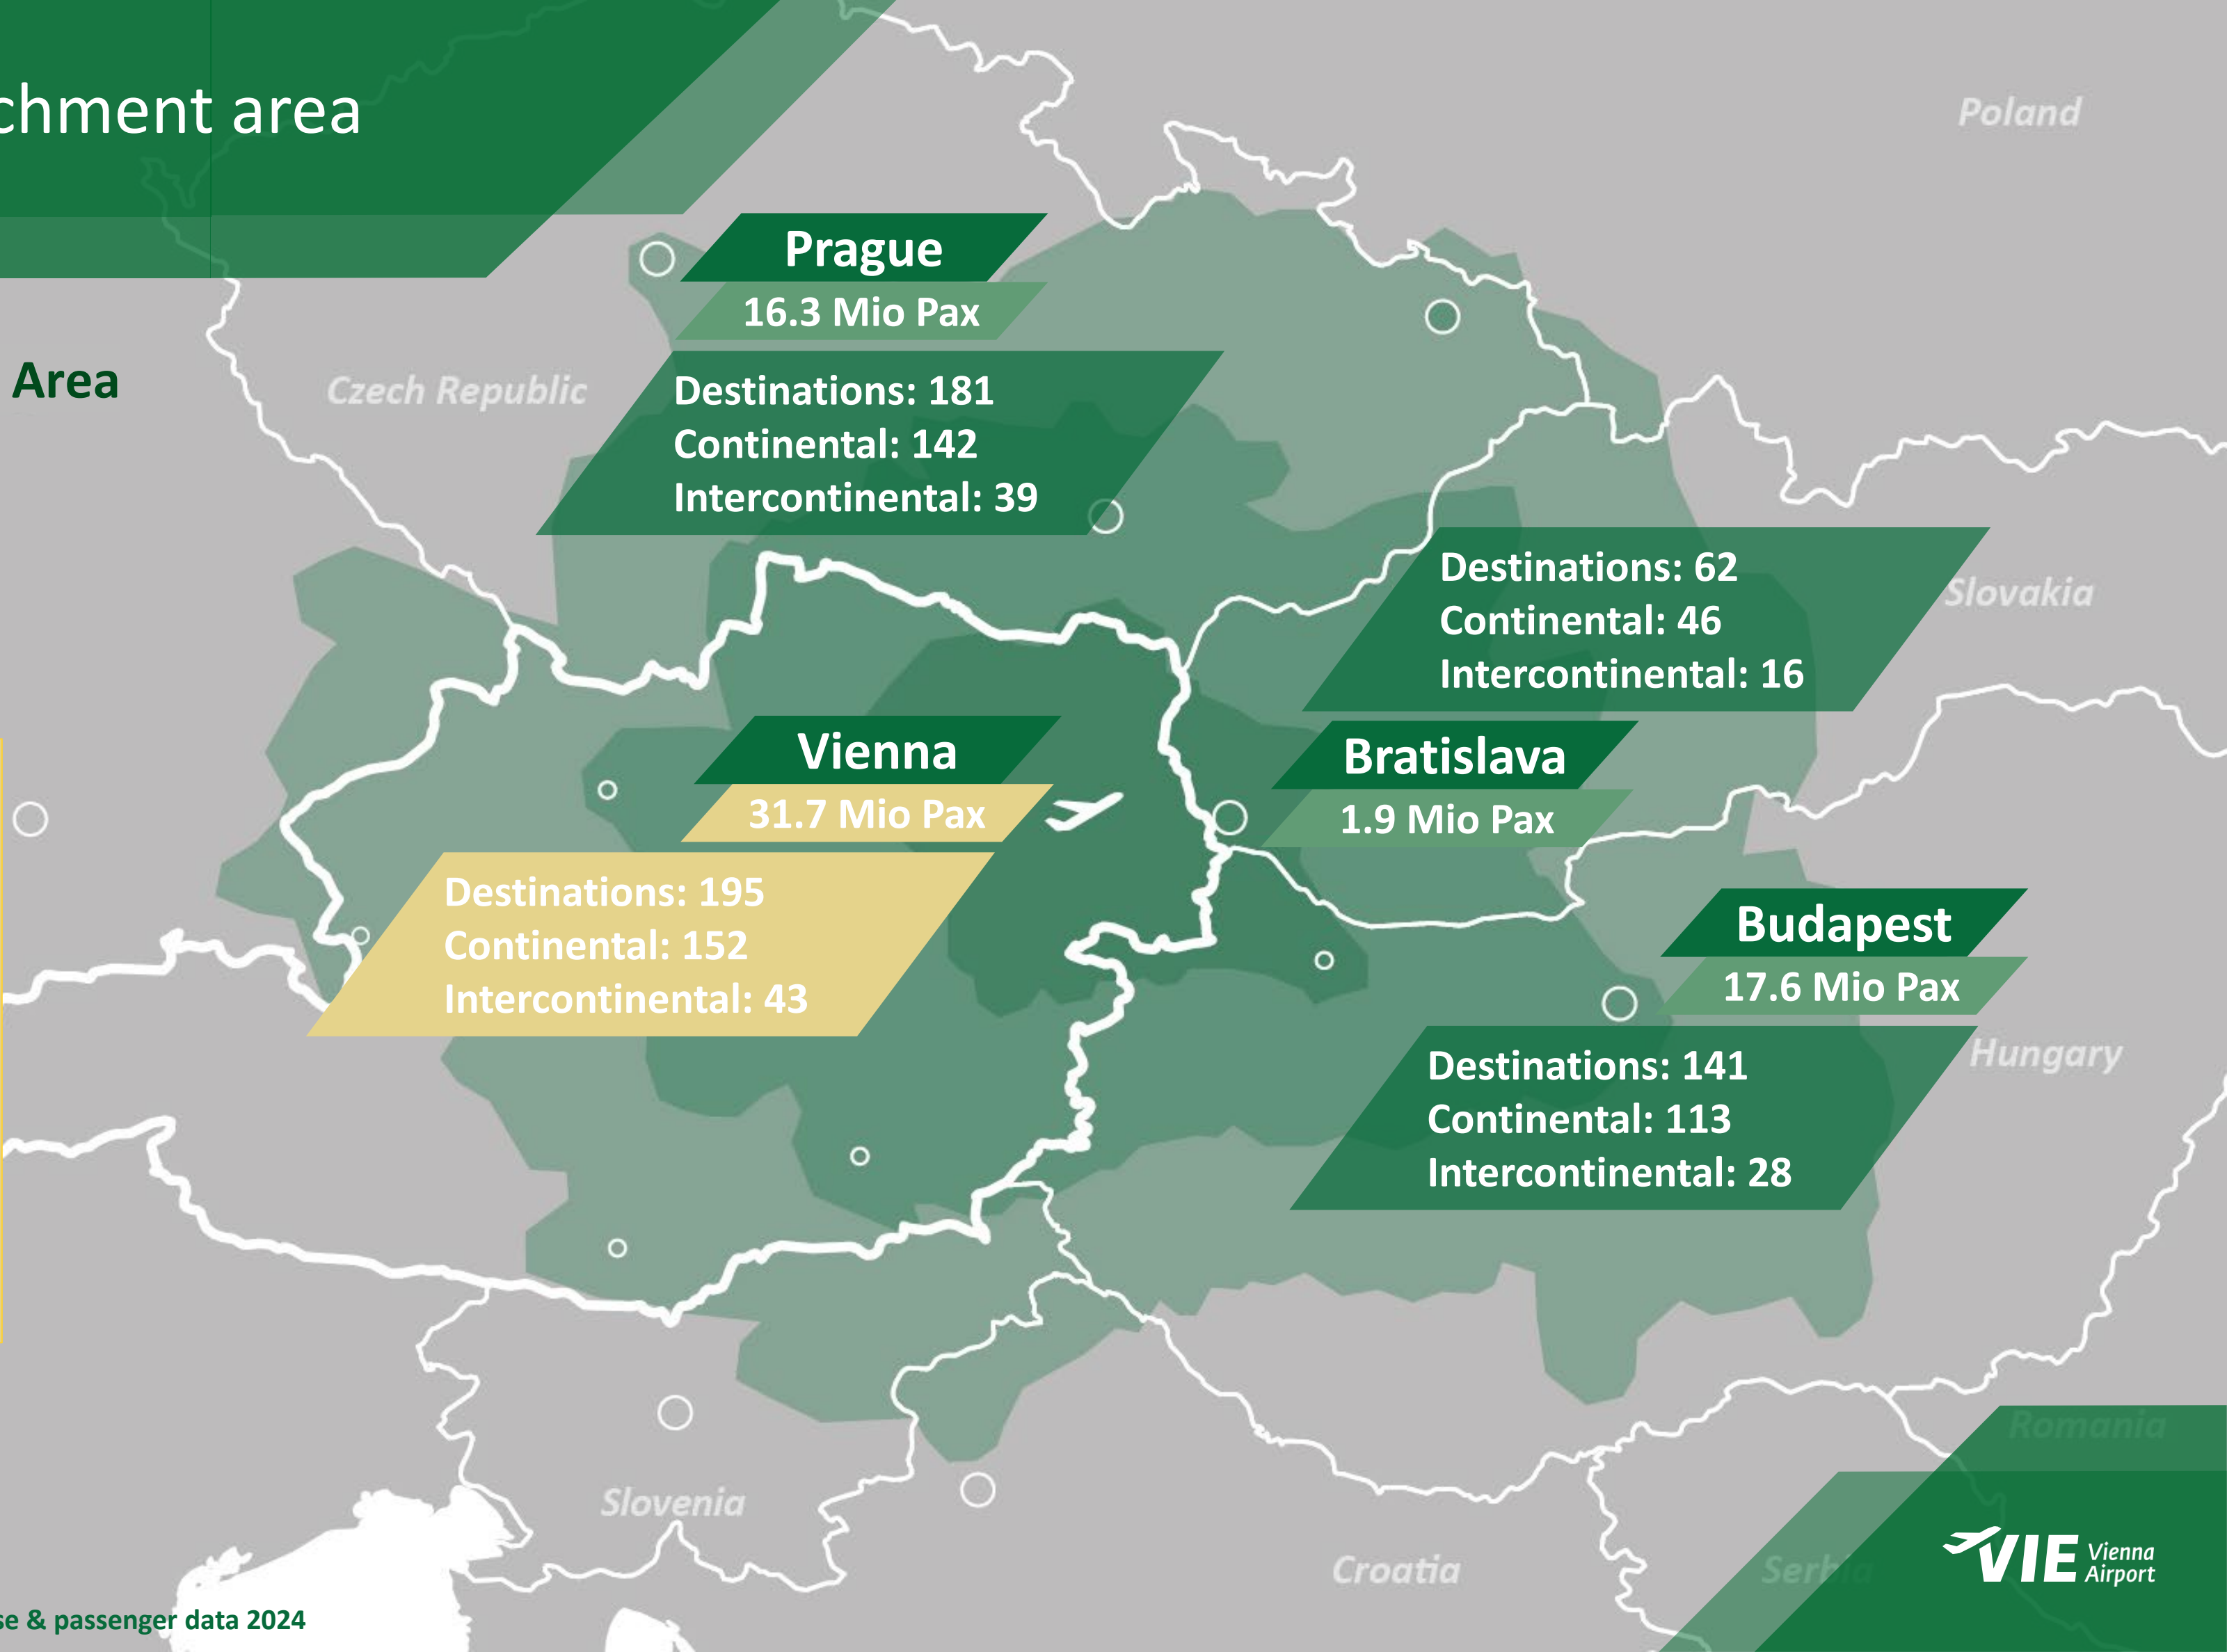 chment area
Poland
Prague
16.3 Mio Pax
Area
Czech Republic
Destinations: 181
Continental: 142
Intercontinental: 39
Destinations: 62
Continental: 46
Intercontinental: 16
Slovakia
Vienna
31.7 Mio Pax
Bratislava
1.9 Mio Pax
Destinations: 195
Continental: 152
Intercontinental: 43
Budapest
17.6 Mio Pax
Hungary
Destinations: 141
Continental: 113
Intercontinental: 28
Romania
Slovenia
Croatia
Serbia
VIE Vienna
Airport
se & passenger data 2024